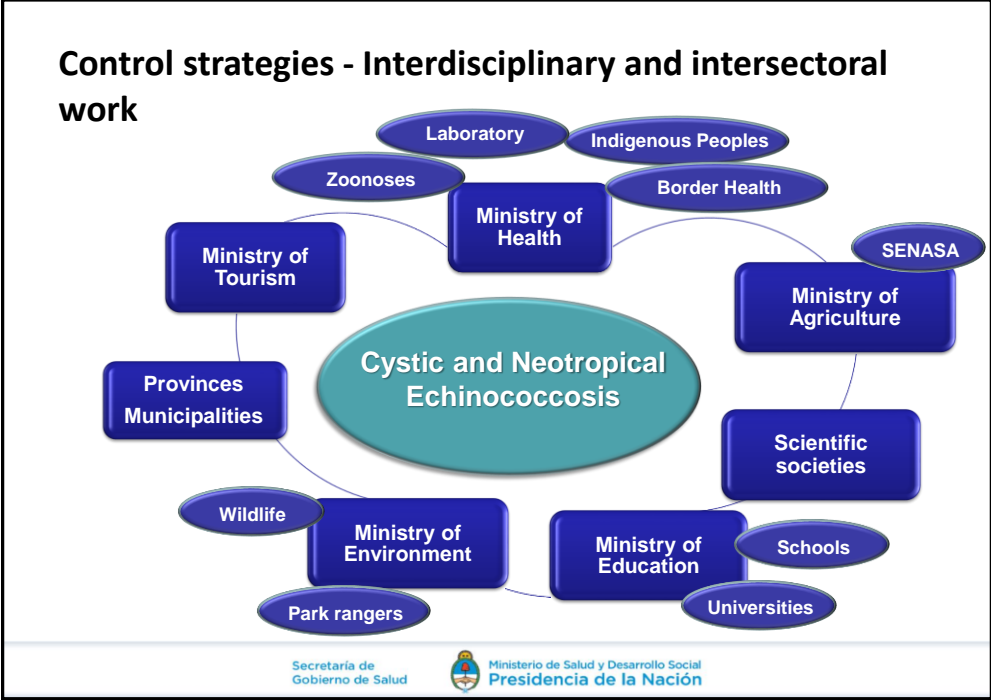 Control strategies - Interdisciplinary and intersectoral
work
Laboratory
Indigenous Peoples
Zoonoses
Border Health
Ministry of
Health
SENASA
Ministry of
Tourism
Ministry of
Agriculture
Cystic and Neotropical
Echinococcosis
Provinces
Municipalities
Scientific
societies
Wildlife
Ministry of
Environment
Ministry of
Education
Schools
Park rangers
Universities
Secretaría de
Gobierno de Salud
Ministerio de Salud y Desarrollo Social
Presidencia de la Nación